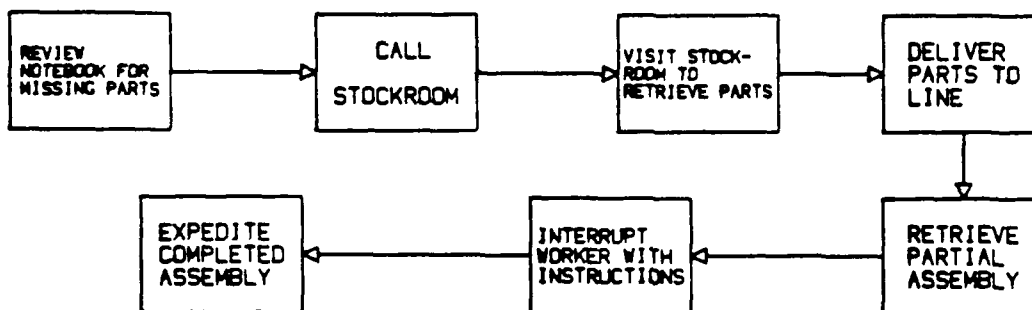 REVIEW
NOTEBOOK FOR
MISSING PARTS
CALL
STOCKROOM
VISIT STOCK-
ROOM TO
RETRIEVE PARTS
DELIVER
PARTS TO
LINE
RETRIEVE
PARTIAL
ASSEMBLY
INTERRUPT
WORKER WITH
INSTRUCTIONS
EXPEDITE
COMPLETED
ASSEMBLY